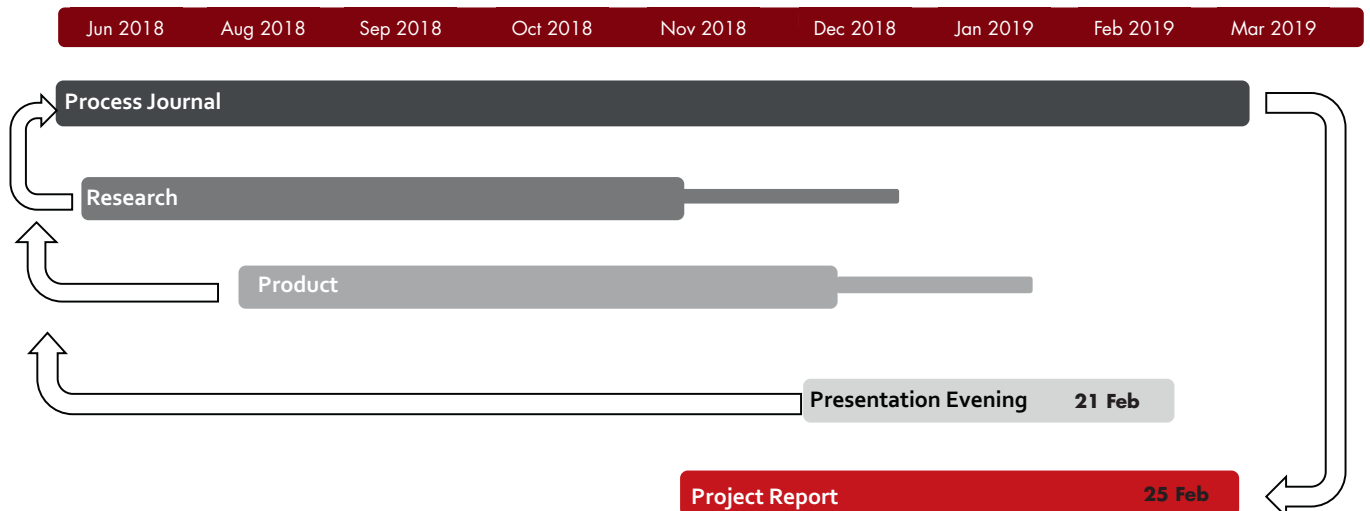 Jun 2018 Aug 2018 Sep 2018 Oct 2018 Nov 2018 Dec 2018 Jan 2019 Feb 2019 Mar 2019
Process Journal
Research
Product
Presentation Evening 21 Feb
Project Report 25 Feb